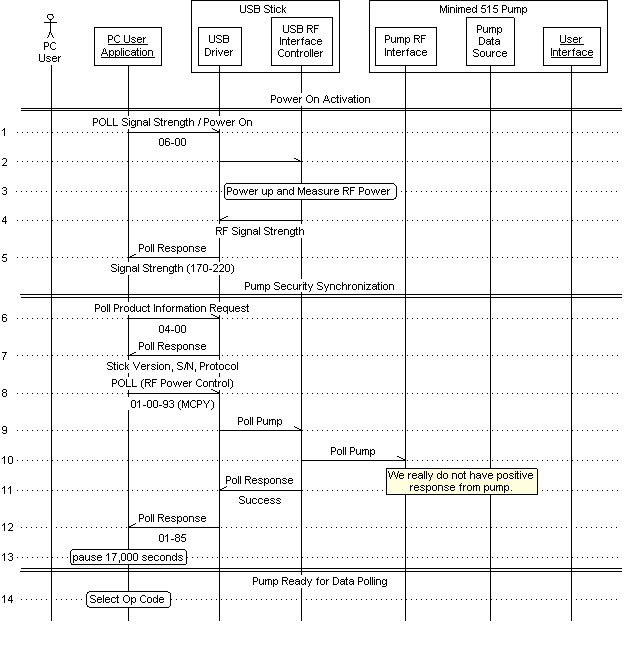 USB Stick
Minimed 515 Pump
PC
User
PC User
Application
USB
Driver
USB RF
Interface
Controller
Pump RF
Interface
Pump
Data
Source
User
Interface
Power On Activation
POLL Signal Strength / Power On
1
06-00
2
3
Power up and Measure RF Power
4
RF Signal Strength
Poll Response
5
Signal Strength (170-220)
Pump Security Synchronization
Poll Product Information Request
6
04-00
Poll Response
7
Stick Version, S/N, Protocol
POLL (RF Power Control)
8
01-00-93 (MCPY)
Poll Pump
9
Poll Pump
10
We really do not have positive
response from pump.
Poll Response
11
Success
Poll Response
12
01-85
13
pause 17,000 seconds
Pump Ready for Data Polling
14
Select Op Code